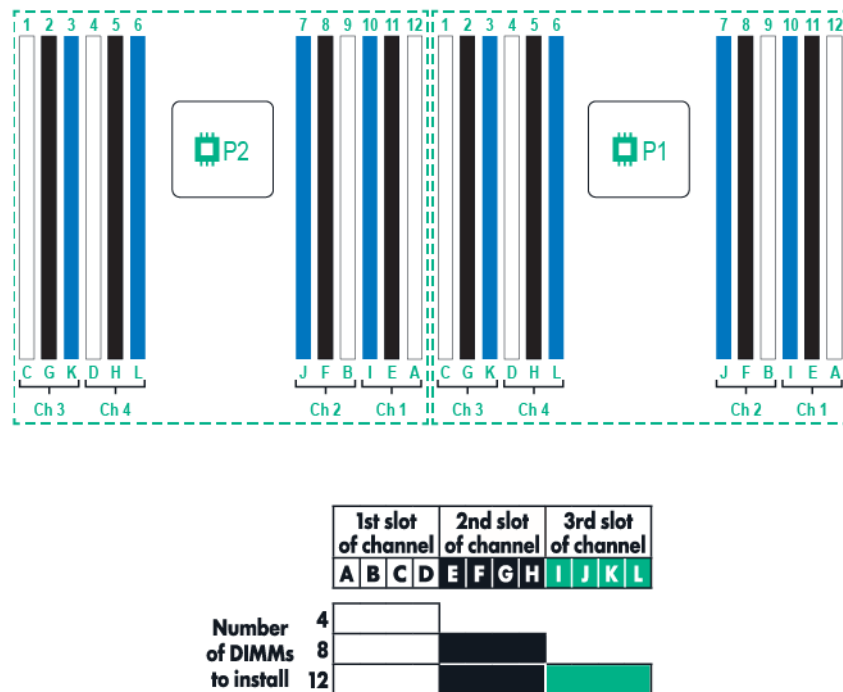 1 2 3 4 5 6 7 8 9 10 11 12 1 2 3 4 5 6 7 8 9 10 11 12
P2 P1
C G K D H L J F B I E A C G K D H L J F B I E A
Ch 3 Ch 4 Ch 2 Ch 1 Ch 3 Ch 4 Ch 2 Ch 1
1st slot 2nd slot 3rd slot
of channel of channel of channel
A B C D E F G H I J K L
Number 4
of DIMMs 8
to install 12